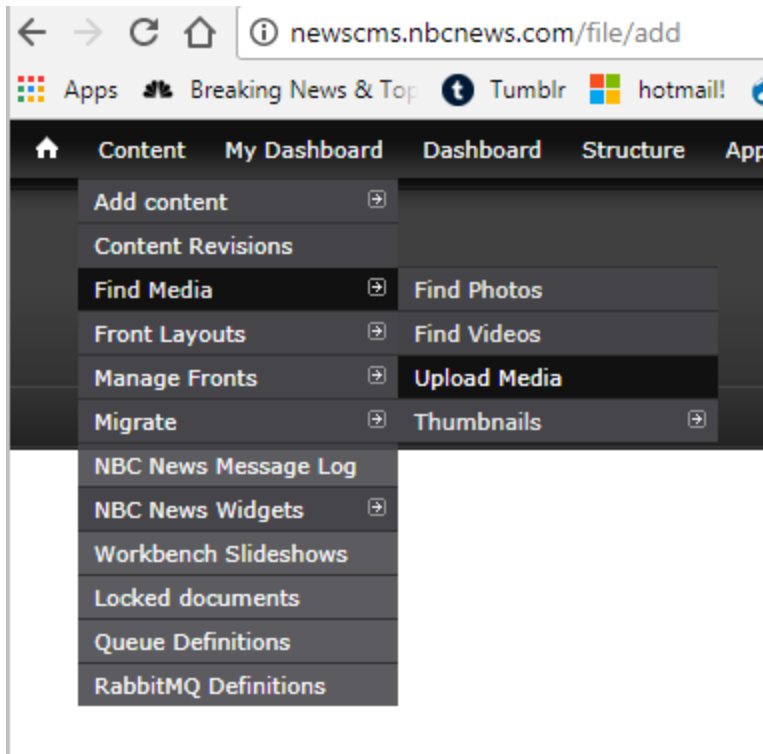 newscms.nbcnews.com/file/add
Apps Breaking News & Top Tumblr hotmail!
Content My Dashboard Dashboard Structure App
Add content
Content Revisions
Find Media
Front Layouts
Manage Fronts
Migrate
NBC News Message Log
NBC News Widgets
Workbench Slideshows
Locked documents
Queue Definitions
RabbitMQ Definitions
Find Photos
Find Videos
Upload Media
Thumbnails